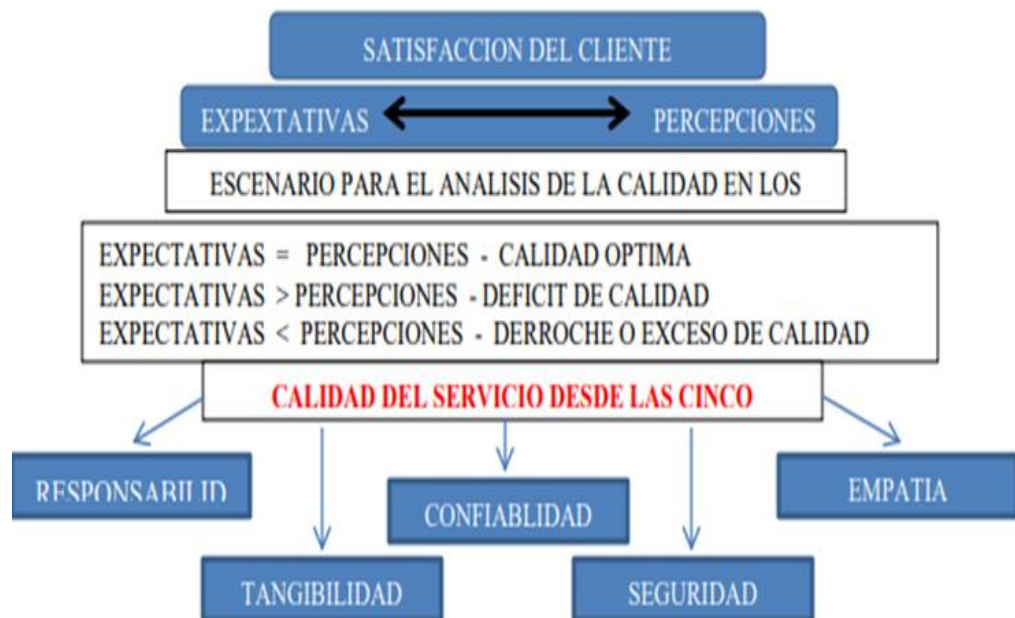 SATISFACCION DEL CLIENTE
EXPEXTATIVAS PERCEPCIONES
ESCENARIO PARA EL ANALISIS DE LA CALIDAD EN LOS
EXPECTATIVAS = PERCEPCIONES - CALIDAD OPTIMA
EXPECTATIVAS > PERCEPCIONES - DEFICIT DE CALIDAD
EXPECTATIVAS < PERCEPCIONES - DERROCHE O EXCESO DE CALIDAD
CALIDAD DEL SERVICIO DESDE LAS CINCO
RESPONSABILID
CONFIABLIDAD
EMPATIA
TANGIBILIDAD
SEGURIDAD